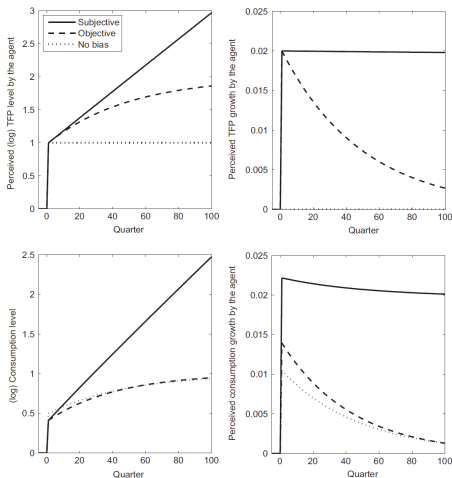 Perceived (log) TFP level by the agent
3
2.5
2
1.5
1
0.5
0
Subjective
Objective
No bias
0 20 40 60 80 100
Quarter
Perceived TFP growth by the agent
0.025
0.02
0.015
0.01
0.005
0
0 20 40 60 80 100
Quarter
(log) Consumption level
2.5
2
1.5
1
0.5
0
0 20 40 60 80 100
Quarter
Perceived consumption growth by the agent
0.025
0.02
0.015
0.01
0.005
0
0 20 40 60 80 100
Quarter